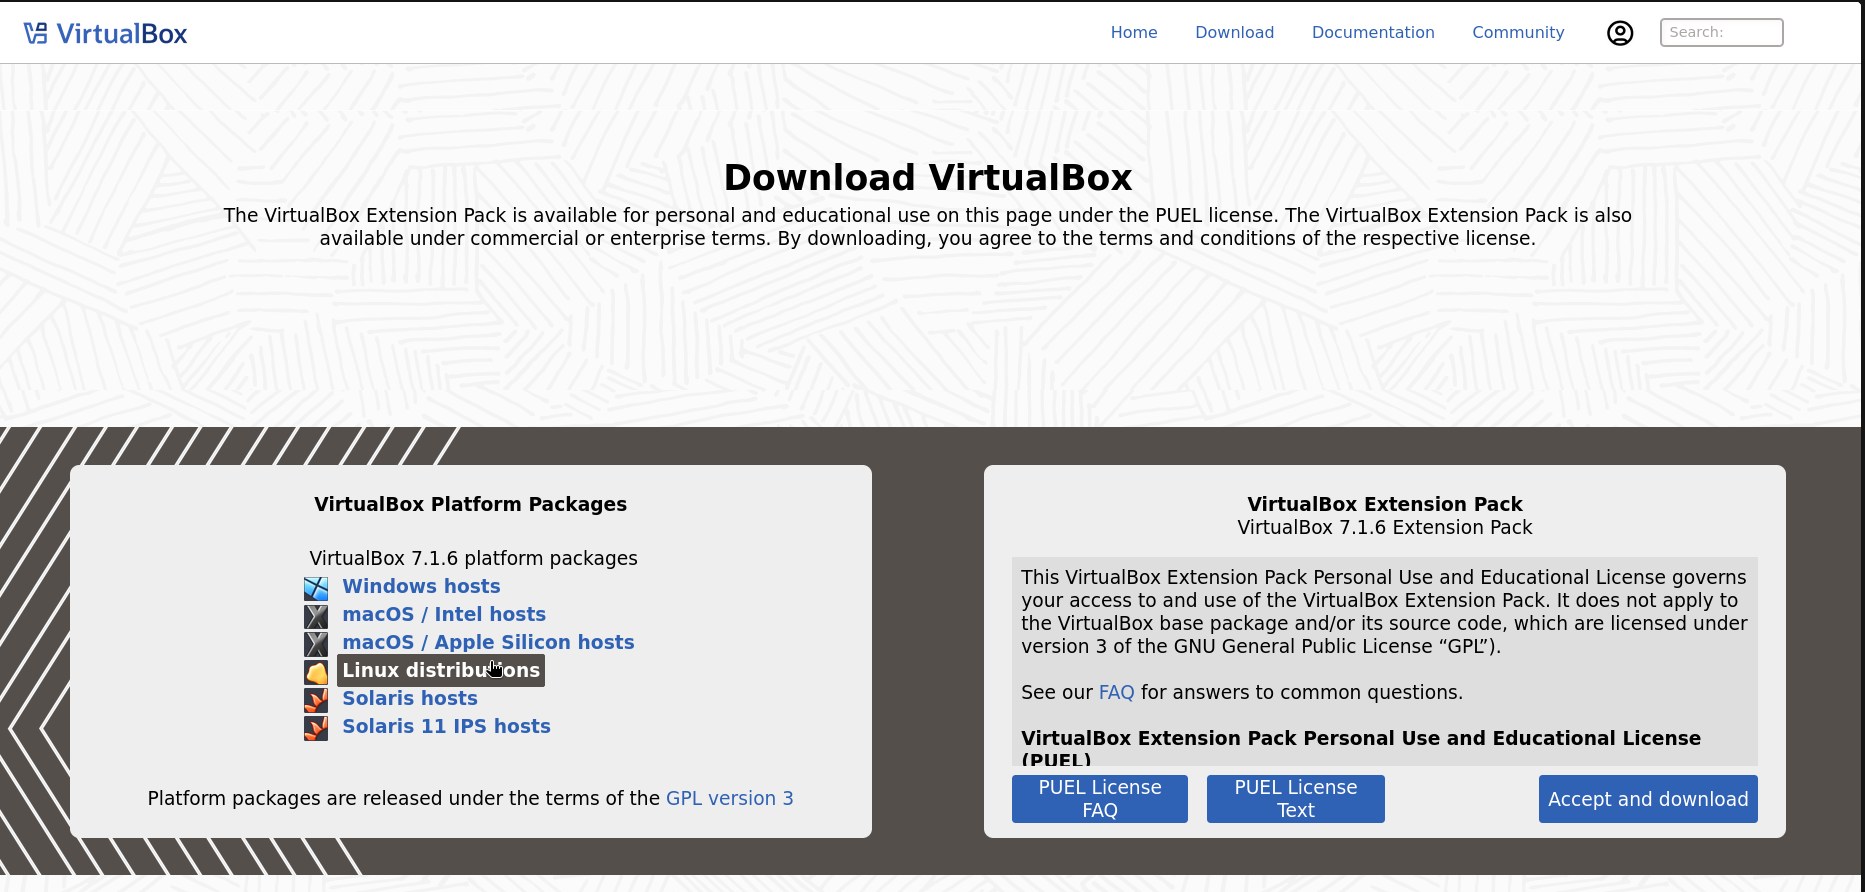 VirtualBox
Home
Download
Documentation
Community
Search:
Download VirtualBox
The VirtualBox Extension Pack is available for personal and educational use on this page under the PUEL license. The VirtualBox Extension Pack is also
available under commercial or enterprise terms. By downloading, you agree to the terms and conditions of the respective license.
VirtualBox Platform Packages
VirtualBox 7.1.6 platform packages
Windows hosts
macOS / Intel hosts
macOS / Apple Silicon hosts
Linux distributions
Solaris hosts
Solaris 11 IPS hosts
Platform packages are released under the terms of the GPL version 3
VirtualBox Extension Pack
VirtualBox 7.1.6 Extension Pack
This VirtualBox Extension Pack Personal Use and Educational License governs
your access to and use of the VirtualBox Extension Pack. It does not apply to
the VirtualBox base package and/or its source code, which are licensed under
version 3 of the GNU General Public License “GPL”).
See our FAQ for answers to common questions.
VirtualBox Extension Pack Personal Use and Educational License
(PUEL)
PUEL License
FAQ
PUEL License
Text
Accept and download